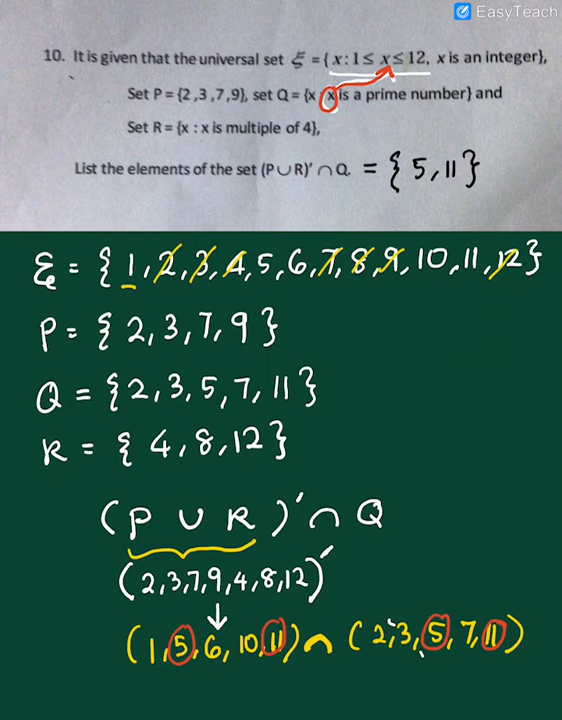 EasyTeach
10. It is given that the universal set ξ = {x : 1 ≤ x ≤ 12, x is an integer},
Set P = {2 ,3 ,7 ,9}, set Q = {x : x is a prime number} and
Set R = {x : x is multiple of 4},
List the elements of the set (P∪R)′ ∩ Q. = { 5, 11 }
ξ = { 1, 2, 3, 4, 5, 6, 7, 8, 9, 10, 11, 12 }
P = { 2, 3, 7, 9 }
Q = { 2, 3, 5, 7, 11 }
R = { 4, 8, 12 }
( P ∪ R )′ ∩ Q
(2,3,7,9,4,8,12)′
↓
(1, 5, 6, 10, 11) ∩ (2, 3, 5, 7, 11)